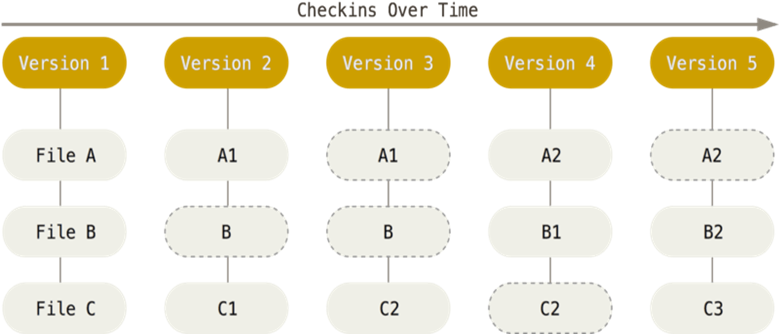 Checkins Over Time
Version 1 Version 2 Version 3 Version 4 Version 5
File A A1 A1 A2 A2
File B B B B1 B2
File C C1 C2 C2 C3